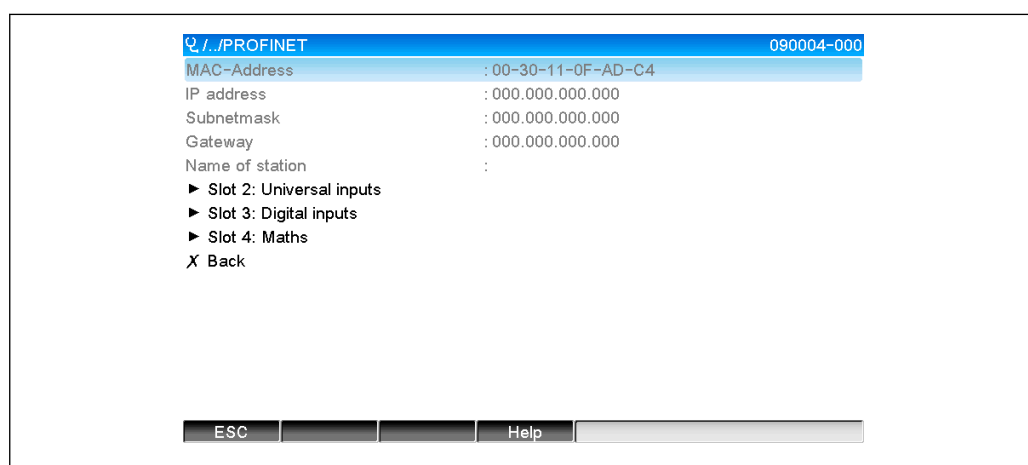 /../PROFINET 090004-000
MAC-Address : 00-30-11-0F-AD-C4
IP address : 000.000.000.000
Subnetmask : 000.000.000.000
Gateway : 000.000.000.000
Name of station :
► Slot 2: Universal inputs
► Slot 3: Digital inputs
► Slot 4: Maths
X Back
ESC Help